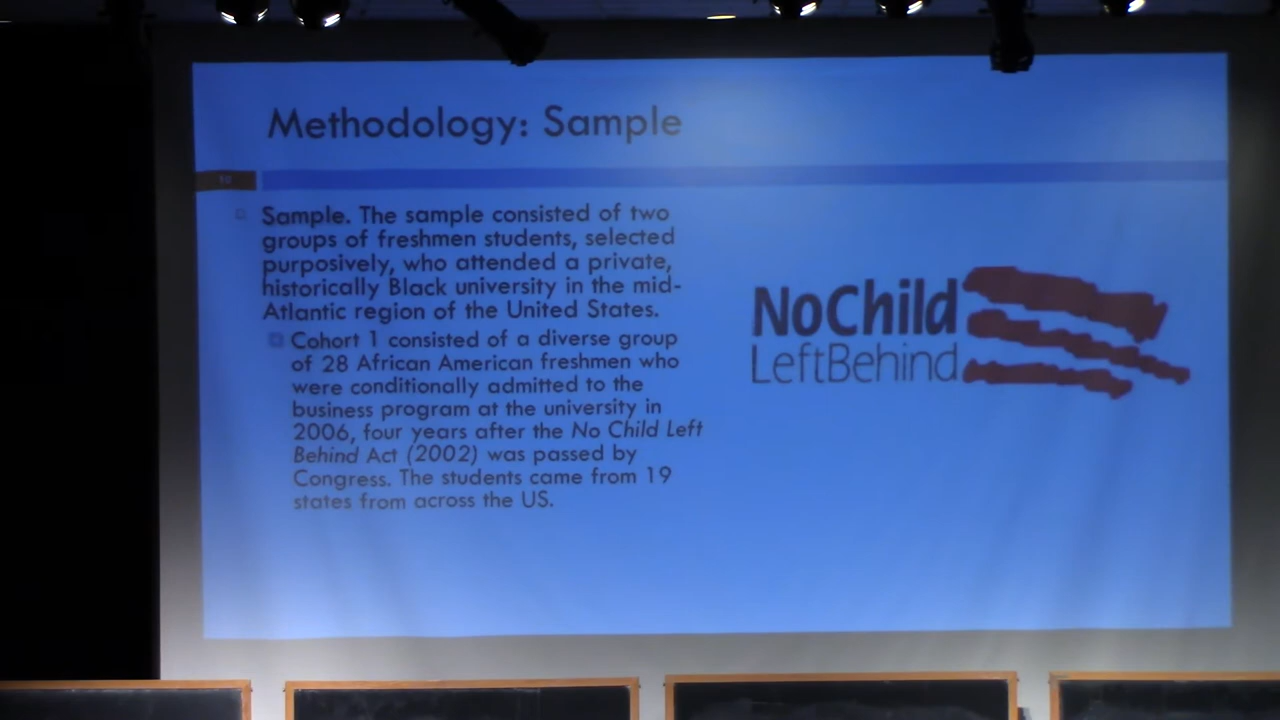 Methodology: Sample
10
Sample. The sample consisted of two
groups of freshmen students, selected
purposively, who attended a private,
historically Black university in the mid-
Atlantic region of the United States.
Cohort 1 consisted of a diverse group
of 28 African American freshmen who
were conditionally admitted to the
business program at the university in
2006, four years after the No Child Left
Behind Act (2002) was passed by
Congress. The students came from 19
states from across the US.
NoChild
LeftBehind